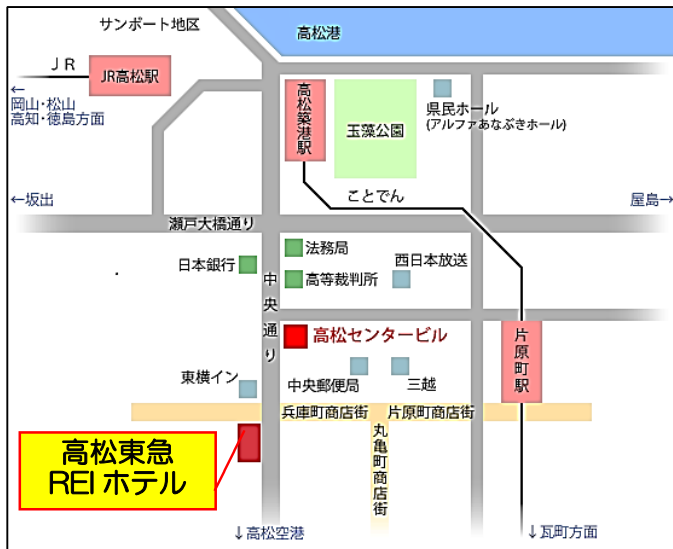 サンポート地区
高松港
JR
JR高松駅
←
岡山・松山
高知・徳島方面
高松築港駅
玉藻公園
県民ホール
(アルファあなぶきホール)
←坂出
ことでん
屋島→
瀬戸大橋通り
法務局
日本銀行
高等裁判所
西日本放送
中央通り
高松センタービル
片原町駅
東横イン
中央郵便局
三越
兵庫町商店街
片原町商店街
丸亀町商店街
高松東急
REIホテル
↓高松空港
↓瓦町方面